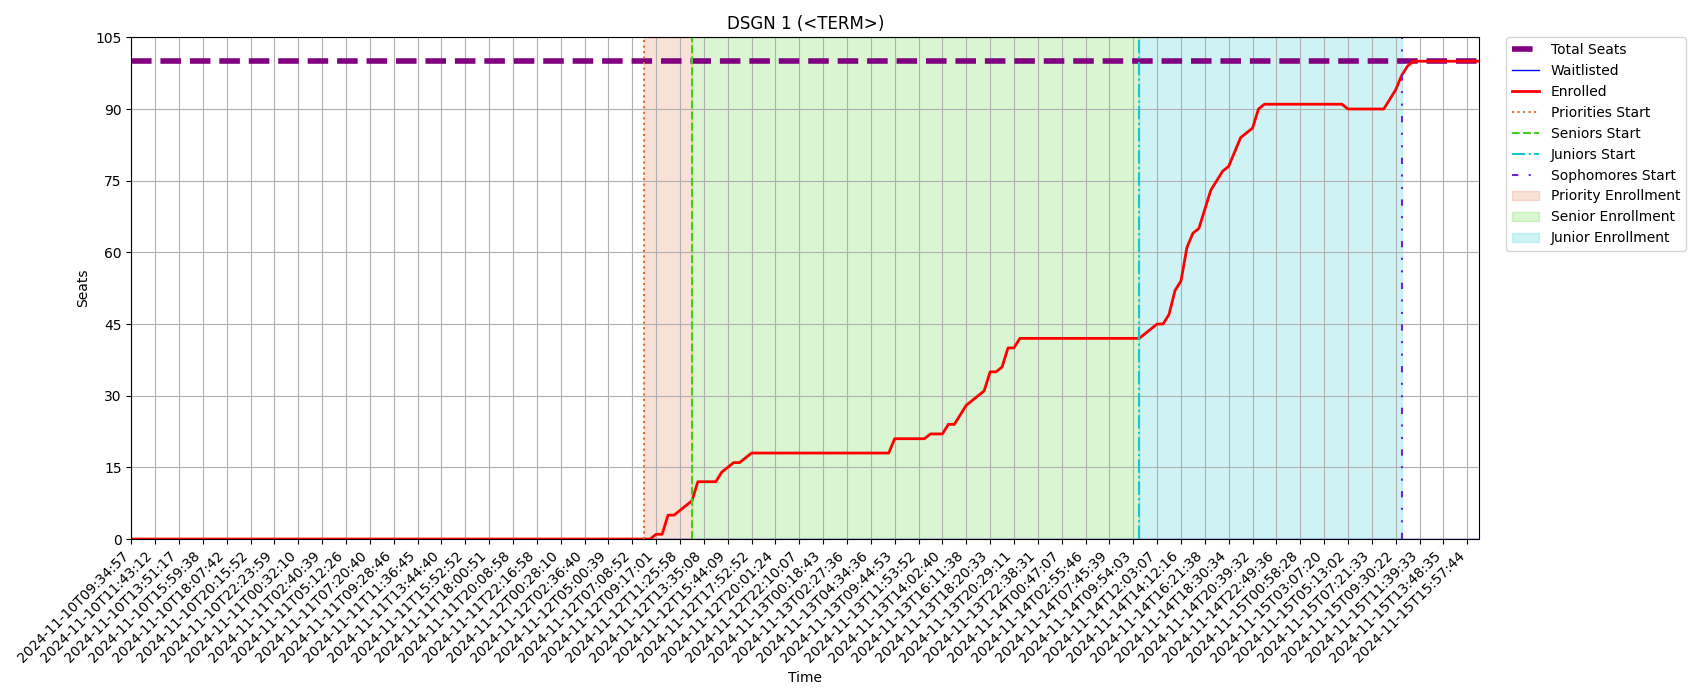 DSGN 1 (<TERM>)
105
90
75
60
45
30
15
0
Seats
2024-11-10T09:34:57
2024-11-10T11:43:12
2024-11-10T13:51:17
2024-11-10T15:59:38
2024-11-10T18:07:42
2024-11-10T20:15:52
2024-11-10T22:23:59
2024-11-11T00:32:10
2024-11-11T02:40:39
2024-11-11T05:12:26
2024-11-11T07:20:40
2024-11-11T09:28:46
2024-11-11T11:36:45
2024-11-11T13:44:40
2024-11-11T15:52:52
2024-11-11T18:00:51
2024-11-11T20:08:58
2024-11-11T22:16:58
2024-11-12T00:28:10
2024-11-12T02:36:40
2024-11-12T05:00:39
2024-11-12T07:08:52
2024-11-12T09:17:01
2024-11-12T11:25:58
2024-11-12T13:35:08
2024-11-12T15:44:09
2024-11-12T17:52:52
2024-11-12T20:01:24
2024-11-12T22:10:07
2024-11-13T00:18:43
2024-11-13T02:27:36
2024-11-13T04:34:36
2024-11-13T09:44:53
2024-11-13T11:53:52
2024-11-13T14:02:40
2024-11-13T16:11:38
2024-11-13T18:20:33
2024-11-13T20:29:11
2024-11-13T22:38:31
2024-11-14T00:47:07
2024-11-14T02:55:46
2024-11-14T07:45:39
2024-11-14T09:54:03
2024-11-14T12:03:07
2024-11-14T14:12:16
2024-11-14T16:21:38
2024-11-14T18:30:34
2024-11-14T20:39:32
2024-11-14T22:49:36
2024-11-15T00:58:28
2024-11-15T03:07:20
2024-11-15T05:13:02
2024-11-15T07:21:33
2024-11-15T09:30:22
2024-11-15T11:39:33
2024-11-15T13:48:35
2024-11-15T15:57:44
Time
Total Seats
Waitlisted
Enrolled
Priorities Start
Seniors Start
Juniors Start
Sophomores Start
Priority Enrollment
Senior Enrollment
Junior Enrollment